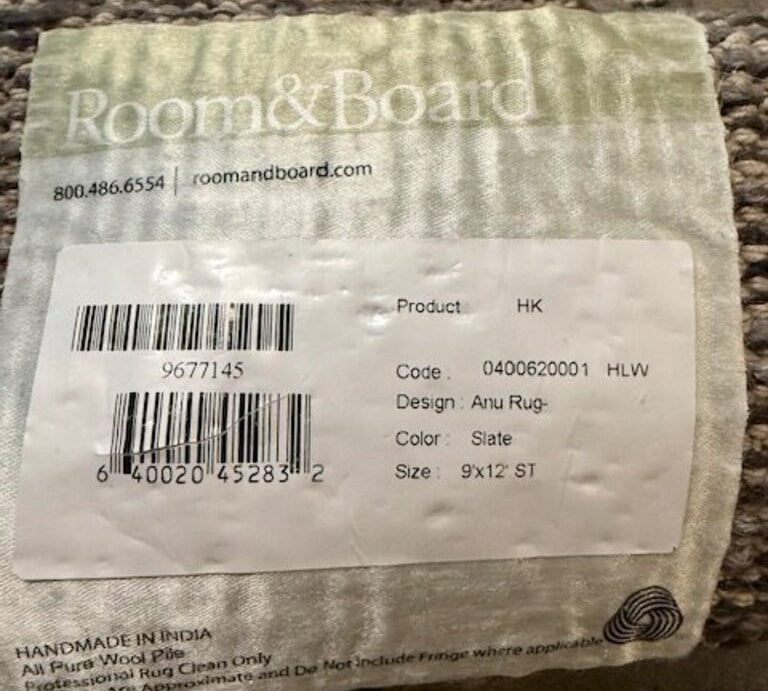 Room&Board
800.486.6554 | roomandboard.com
9677145
6 40020 45283 2
Product HK
Code : 0400620001 HLW
Design : Anu Rug-
Color : Slate
Size : 9'x12' ST
HANDMADE IN INDIA
All Pure Wool Pile
Professional Rug Clean Only
Are Approximate and Do Not Include Fringe where applicable